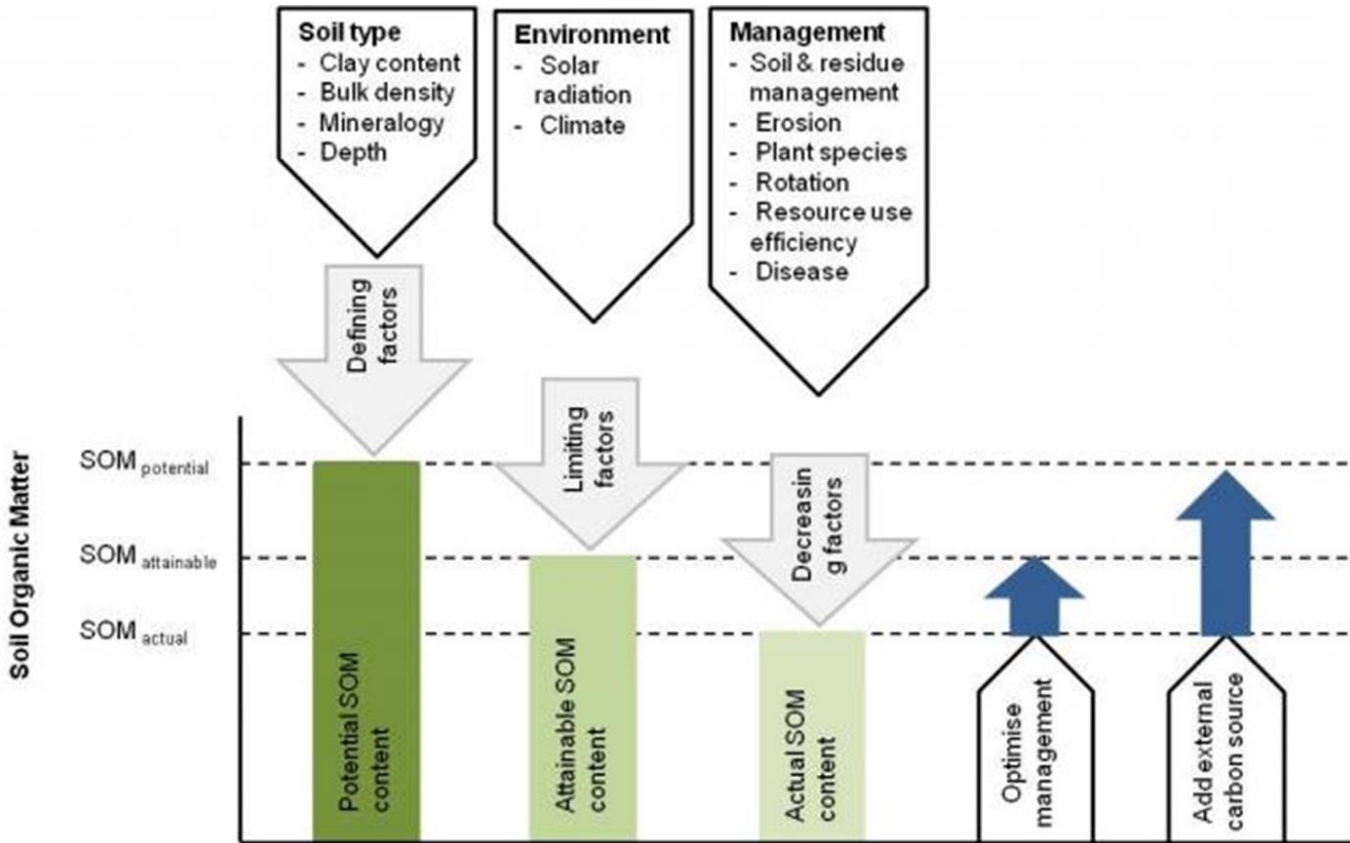 Soil type
- Clay content
- Bulk density
- Mineralogy
- Depth
Environment
- Solar
radiation
- Climate
Management
- Soil & residue
management
- Erosion
- Plant species
- Rotation
- Resource use
efficiency
- Disease
Defining
factors
Limiting
factors
Decreasin
g factors
Soil Organic Matter
SOM potential
SOM attainable
SOM actual
Potential SOM
content
Attainable SOM
content
Actual SOM
content
Optimise
management
Add external
carbon source